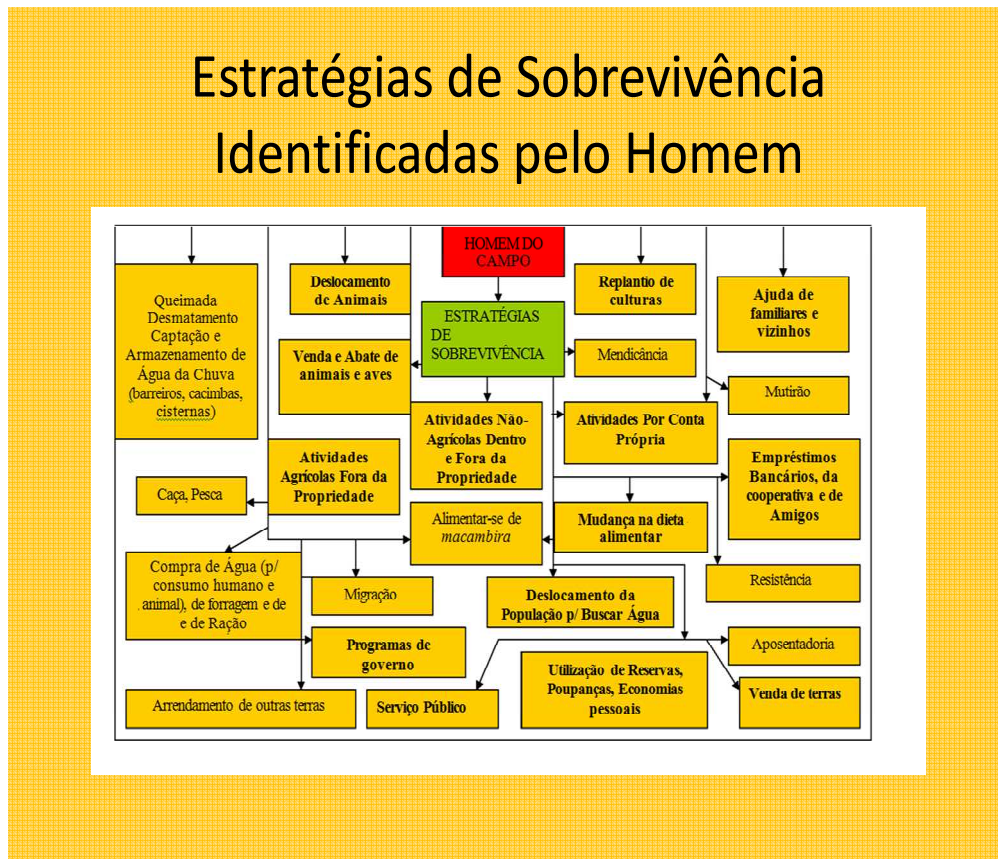 Estratégias de Sobrevivência
Identificadas pelo Homem
HOMEM DO
CAMPO
ESTRATÉGIAS
DE
SOBREVIVÊNCIA
Queimada
Desmatamento
Captação e
Armazenamento de
Água da Chuva
(barreiros, cacimbas,
cisternas)
Deslocamento
de Animais
Replantio de
culturas
Ajuda de
familiares e
vizinhos
Venda e Abate de
animais e aves
Mendicância
Mutirão
Atividades Não-
Agrícolas Dentro
e Fora da
Propriedade
Atividades Por Conta
Própria
Atividades
Agrícolas Fora da
Propriedade
Empréstimos
Bancários, da
cooperativa e de
Amigos
Caça, Pesca
Alimentar-se de
macambira
Mudança na dieta
alimentar
Compra de Água (p/
consumo humano e
animal), de forragem e de
e de Ração
Migração
Deslocamento da
População p/ Buscar Água
Resistência
Programas de
governo
Aposentadoria
Utilização de Reservas,
Poupanças, Economias
pessoais
Venda de terras
Arrendamento de outras terras
Serviço Público